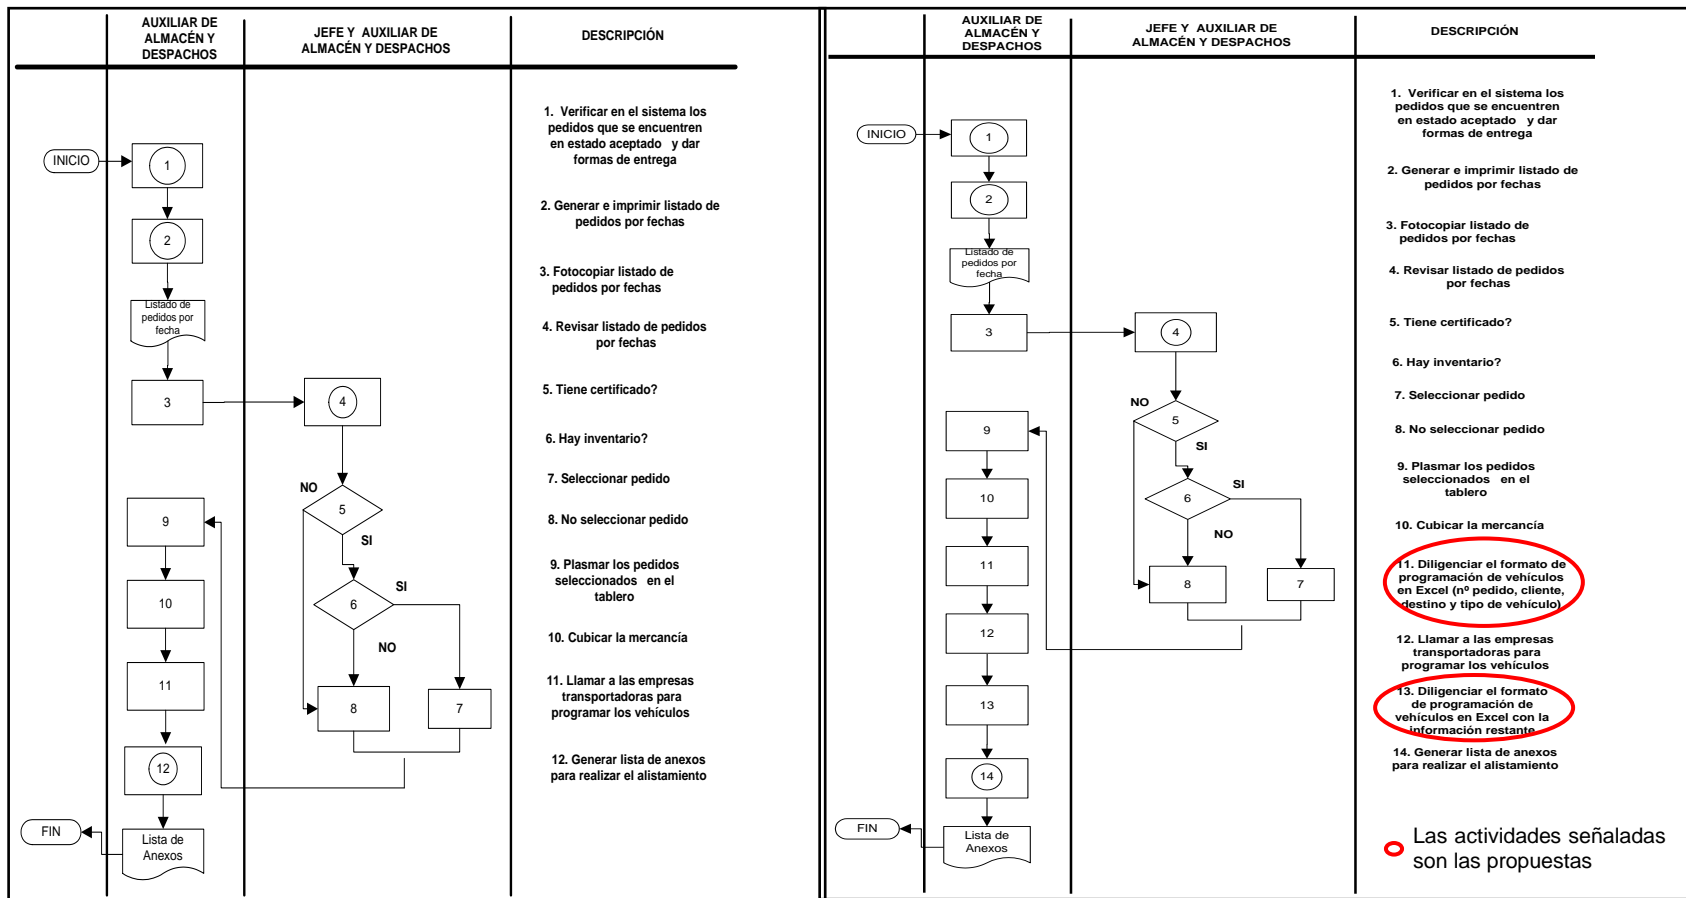 AUXILIAR DE
ALMACÉN Y
DESPACHOS
JEFE Y AUXILIAR DE
ALMACÉN Y DESPACHOS
DESCRIPCIÓN
INICIO
1
2
Listado de
pedidos por
fecha
3
4
NO
5
SI
9
6
SI
NO
10
11
8
7
12
Lista de
Anexos
FIN
1. Verificar en el sistema los
pedidos que se encuentren
en estado aceptado y dar
formas de entrega
2. Generar e imprimir listado de
pedidos por fechas
3. Fotocopiar listado de
pedidos por fechas
4. Revisar listado de pedidos
por fechas
5. Tiene certificado?
6. Hay inventario?
7. Seleccionar pedido
8. No seleccionar pedido
9. Plasmar los pedidos
seleccionados en el
tablero
10. Cubicar la mercancía
11. Llamar a las empresas
transportadoras para
programar los vehículos
12. Generar lista de anexos
para realizar el alistamiento
AUXILIAR DE
ALMACÉN Y
DESPACHOS
JEFE Y AUXILIAR DE
ALMACÉN Y DESPACHOS
DESCRIPCIÓN
INICIO
1
2
Listado de
pedidos por
fecha
3
4
NO
5
SI
9
6
SI
NO
10
11
8
7
12
13
14
Lista de
Anexos
FIN
1. Verificar en el sistema los
pedidos que se encuentren
en estado aceptado y dar
formas de entrega
2. Generar e imprimir listado de
pedidos por fechas
3. Fotocopiar listado de
pedidos por fechas
4. Revisar listado de pedidos
por fechas
5. Tiene certificado?
6. Hay inventario?
7. Seleccionar pedido
8. No seleccionar pedido
9. Plasmar los pedidos
seleccionados en el
tablero
10. Cubicar la mercancía
11. Diligenciar el formato de
programación de vehículos
en Excel (nº pedido, cliente,
destino y tipo de vehículo)
12. Llamar a las empresas
transportadoras para
programar los vehículos
13. Diligenciar el formato
de programación de
vehículos en Excel con la
información restante
14. Generar lista de anexos
para realizar el alistamiento
Las actividades señaladas
son las propuestas